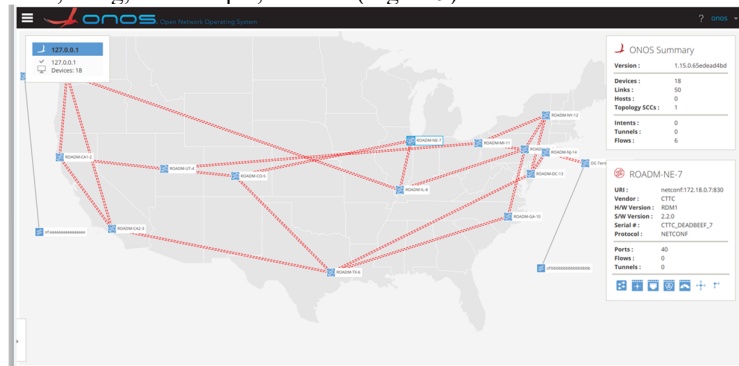 ONOS Open Network Operating System
? onos
127.0.0.1
127.0.0.1
Devices: 18
ROADM-CA1-2
ROADM-UT-4
ROADM-CO-5
ROADM-CA2-3
ROADM-NE-7
ROADM-IL-8
ROADM-TX-6
ROADM-MI-11
ROADM-NY-12
ROADM-NJ-14
ROADM-DC-13
ROADM-GA-10
OC-Term
ONOS Summary
Version : 1.15.0.65edead4bd
Devices : 18
Links : 50
Hosts : 0
Topology SCCs : 1
Intents : 0
Tunnels : 0
Flows : 6
ROADM-NE-7
URI : netconf:172.18.0.7:830
Vendor : CTTC
H/W Version : RDM1
S/W Version : 2.2.0
Serial # : CTTC_DEADBEEF_7
Protocol : NETCONF
Ports : 40
Flows : 0
Tunnels : 0